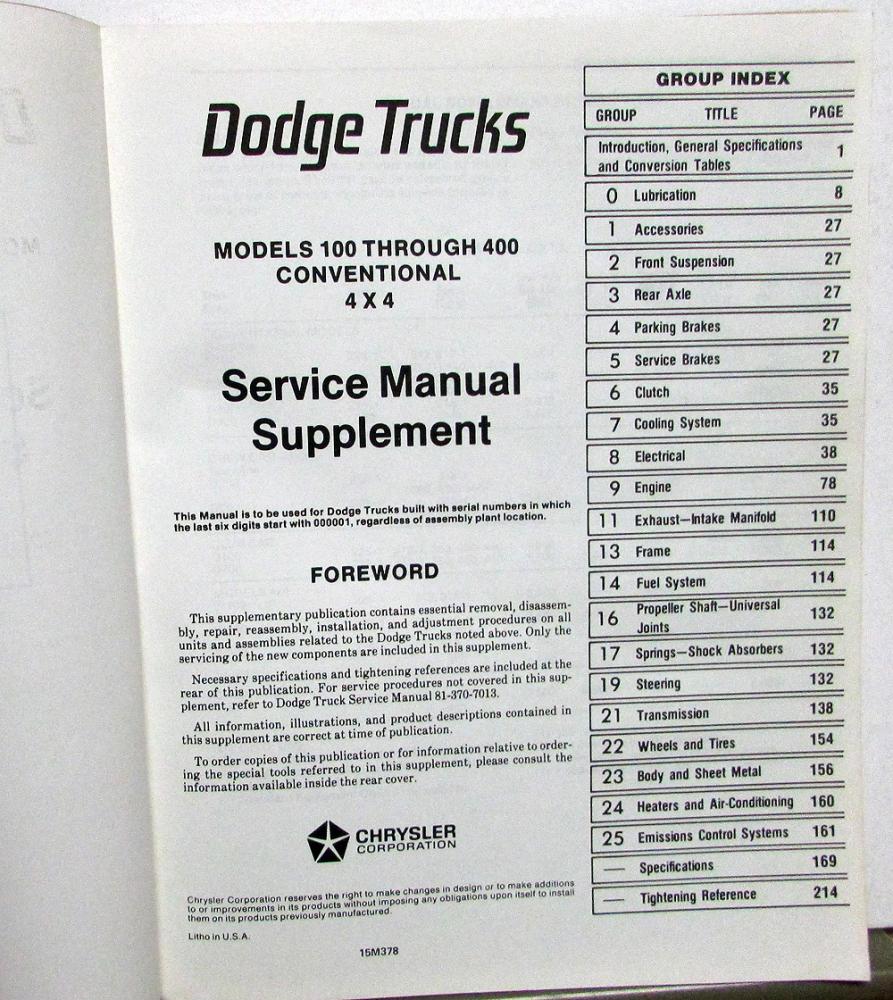 Dodge Trucks
MODELS 100 THROUGH 400
CONVENTIONAL
4 X 4
Service Manual
Supplement
This Manual is to be used for Dodge Trucks built with serial numbers in which
the last six digits start with 000001, regardless of assembly plant location.
FOREWORD
This supplementary publication contains essential removal, disassem-
bly, repair, reassembly, installation, and adjustment procedures on all
units and assemblies related to the Dodge Trucks noted above. Only the
servicing of the new components are included in this supplement.
Necessary specifications and tightening references are included at the
rear of this publication. For service procedures not covered in this sup-
plement, refer to Dodge Truck Service Manual 81-370-7013.
All information, illustrations, and product descriptions contained in
this supplement are correct at time of publication.
To order copies of this publication or for information relative to order-
ing the special tools referred to in this supplement, please consult the
information available inside the rear cover.
CHRYSLER
CORPORATION
Chrysler Corporation reserves the right to make changes in design or to make additions
to or improvements in its products without imposing any obligations upon itself to install
them on its products previously manufactured.
Litho in U.S.A.
15M378
GROUP INDEX
GROUP TITLE PAGE
Introduction, General Specifications
and Conversion Tables 1
0 Lubrication 8
1 Accessories 27
2 Front Suspension 27
3 Rear Axle 27
4 Parking Brakes 27
5 Service Brakes 27
6 Clutch 35
7 Cooling System 35
8 Electrical 38
9 Engine 78
11 Exhaust—Intake Manifold 110
13 Frame 114
14 Fuel System 114
16 Propeller Shaft—Universal
Joints 132
17 Springs—Shock Absorbers 132
19 Steering 132
21 Transmission 138
22 Wheels and Tires 154
23 Body and Sheet Metal 156
24 Heaters and Air-Conditioning 160
25 Emissions Control Systems 161
— Specifications 169
— Tightening Reference 214